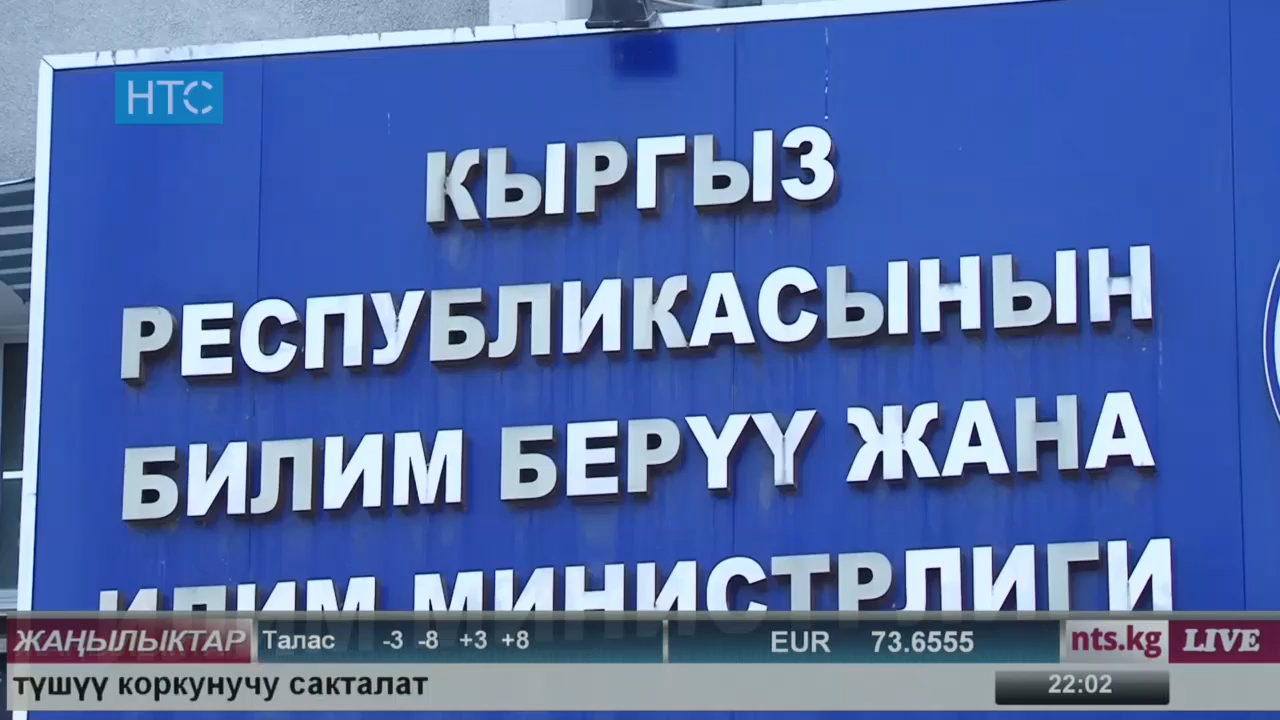 НТС
КЫРГЫЗ
РЕСПУБЛИКАСЫНЫН
БИЛИМ БЕРҮҮ ЖАНА
ИЛИМ МИНИСТРЛИГИ
ЖАҢЫЛЫКТАР Талас -3 -8 +3 +8 EUR 73.6555 nts.kg LIVE
түшүү коркунучу сакталат 22:02